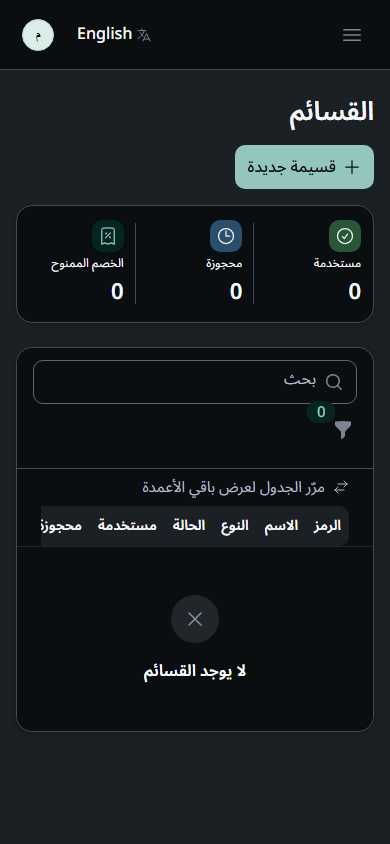 English
م
القسائم
قسيمة جديدة
مستخدمة
0
محجوزة
0
الخصم الممنوح
0
بحث
0
مرّر الجدول لعرض باقي الأعمدة
الرمز الاسم النوع الحالة مستخدمة محجوزة
لا يوجد القسائم